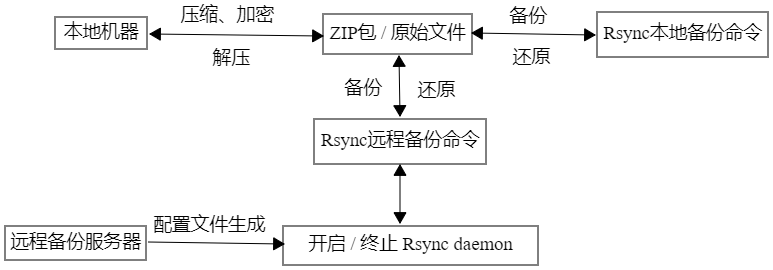 压缩、加密
备份
本地机器
ZIP包 / 原始文件
Rsync本地备份命令
解压
还原
备份
还原
Rsync远程备份命令
配置文件生成
远程备份服务器
开启 / 终止 Rsync daemon